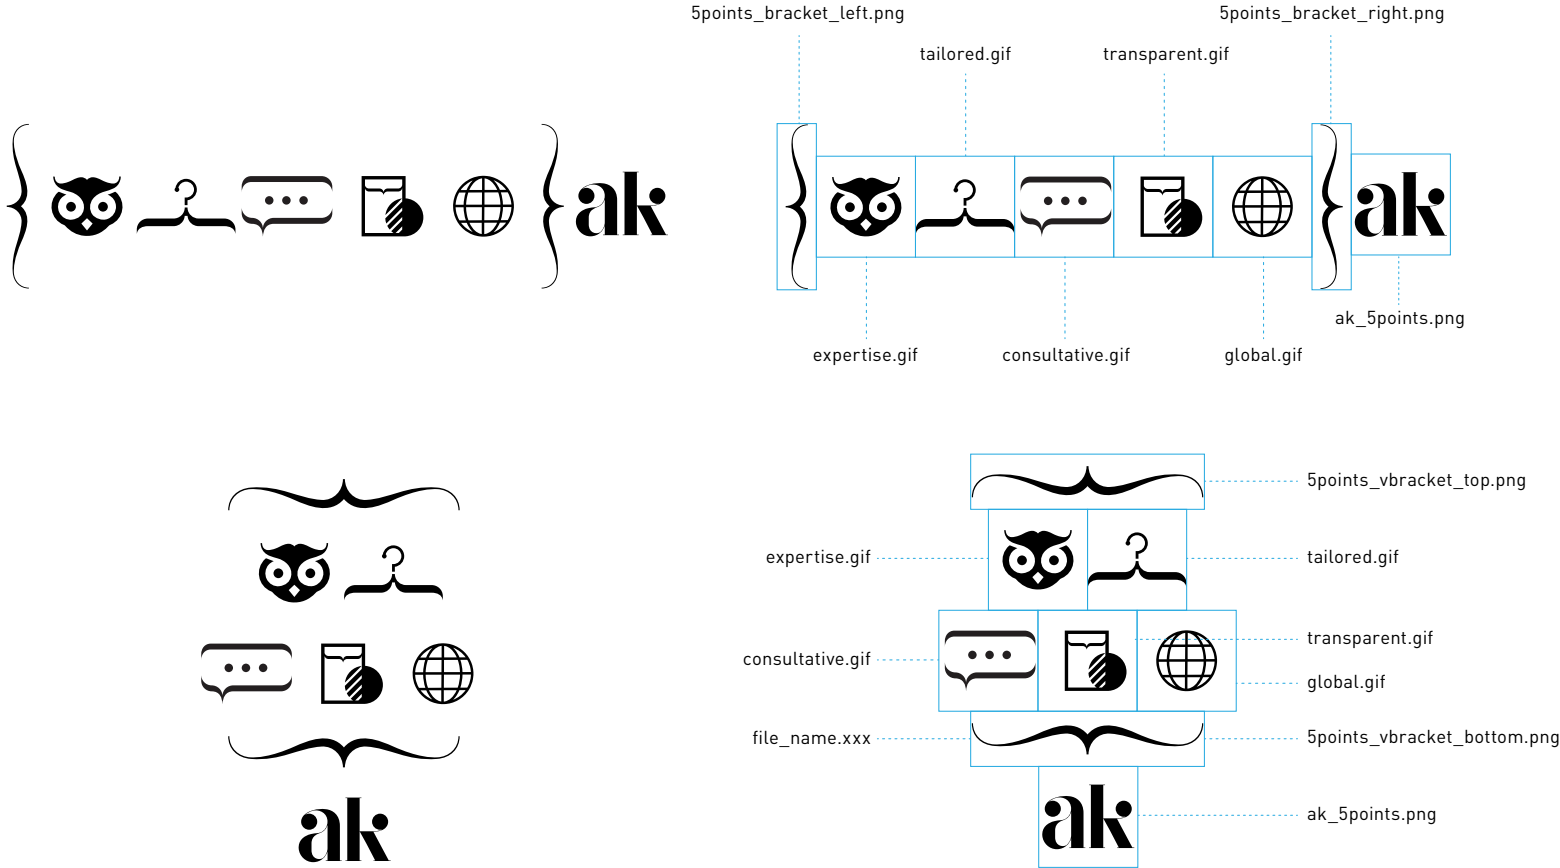 5points_bracket_left.png
5points_bracket_right.png
tailored.gif
transparent.gif
ak
ak
ak_5points.png
expertise.gif
consultative.gif
global.gif
5points_vbracket_top.png
expertise.gif
tailored.gif
transparent.gif
consultative.gif
global.gif
file_name.xxx
5points_vbracket_bottom.png
ak
ak
ak_5points.png